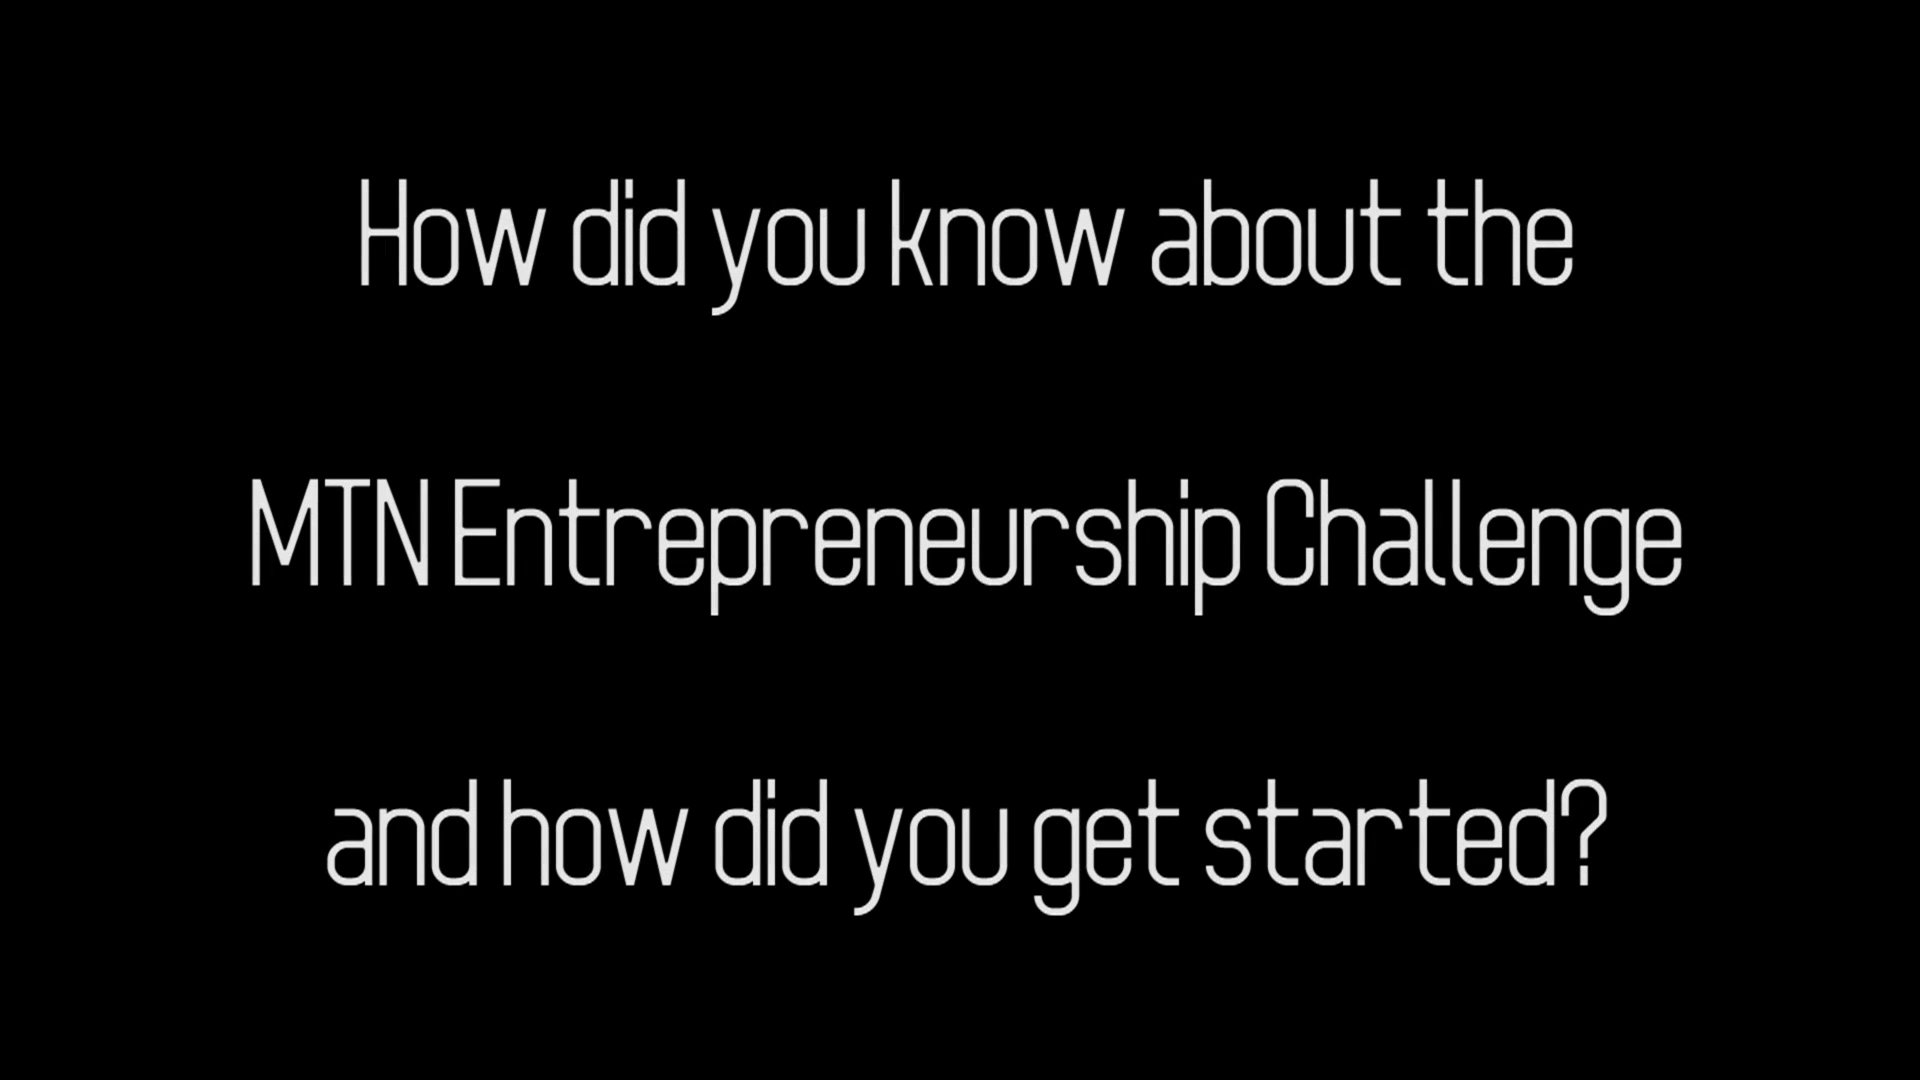 How did you know about the
MTN Entrepreneurship Challenge
and how did you get started?